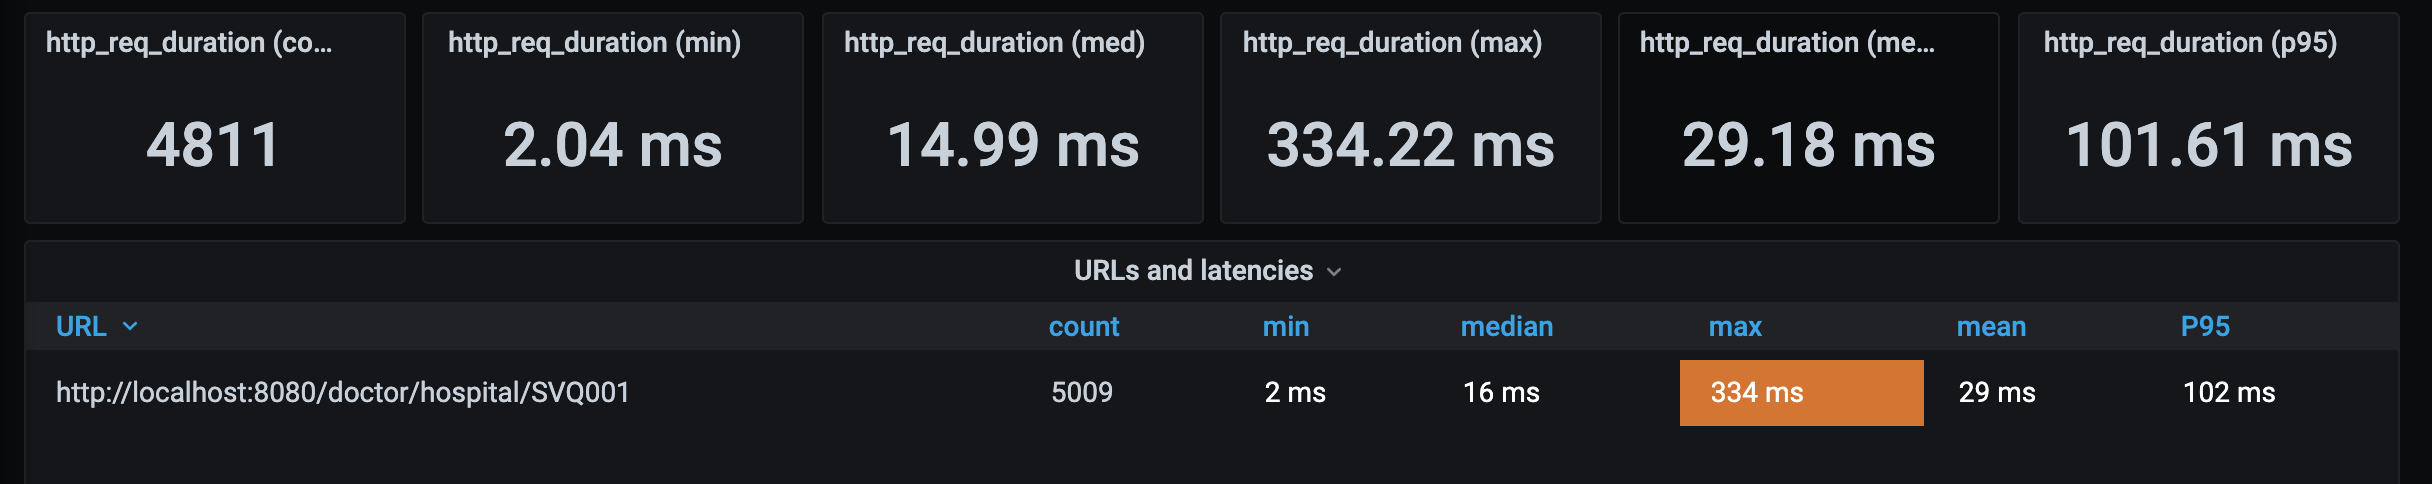 http_req_duration (co...
http_req_duration (min)
http_req_duration (med)
http_req_duration (max)
http_req_duration (me...
http_req_duration (p95)
4811
2.04 ms
14.99 ms
334.22 ms
29.18 ms
101.61 ms
URLs and latencies
URL count min median max mean P95
http://localhost:8080/doctor/hospital/SVQ001 5009 2 ms 16 ms 334 ms 29 ms 102 ms